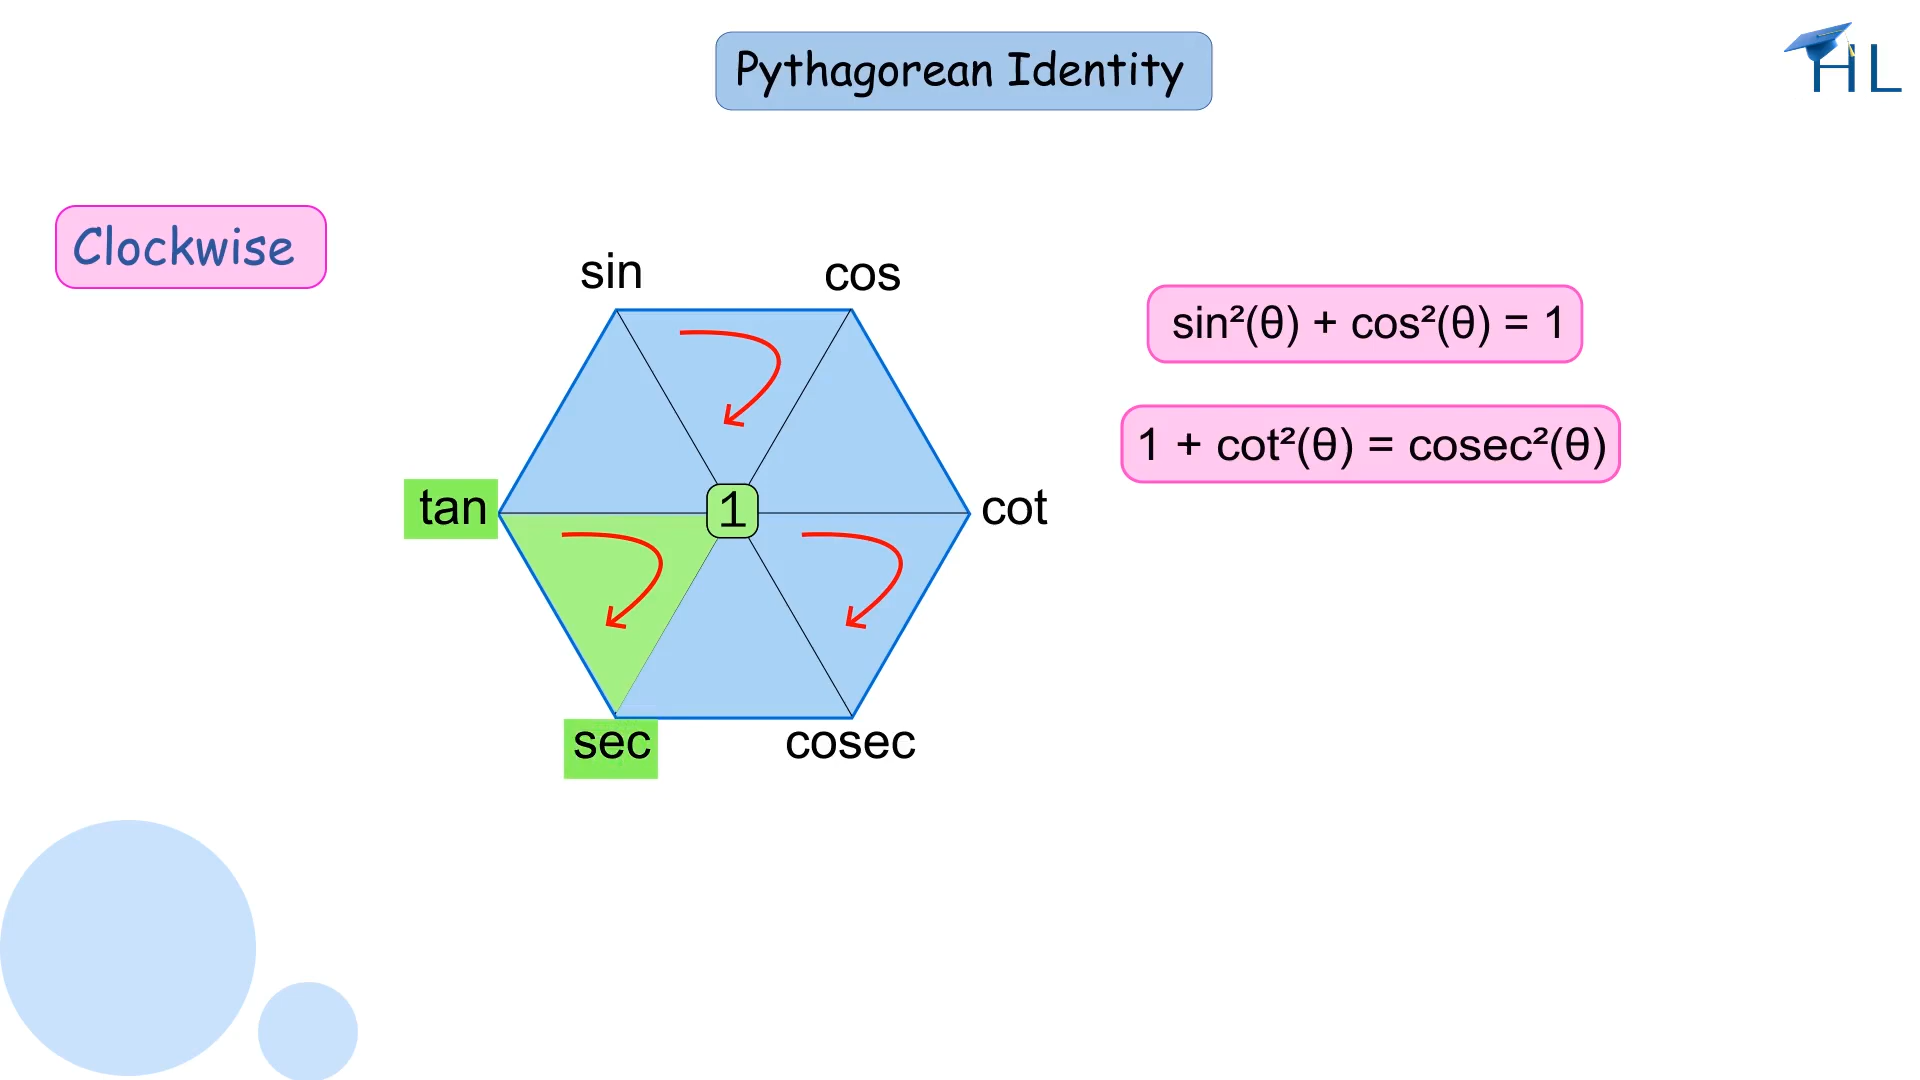 Pythagorean Identity
HL
Clockwise
sin
cos
sin²(θ) + cos²(θ) = 1
1 + cot²(θ) = cosec²(θ)
tan
1
cot
sec
cosec